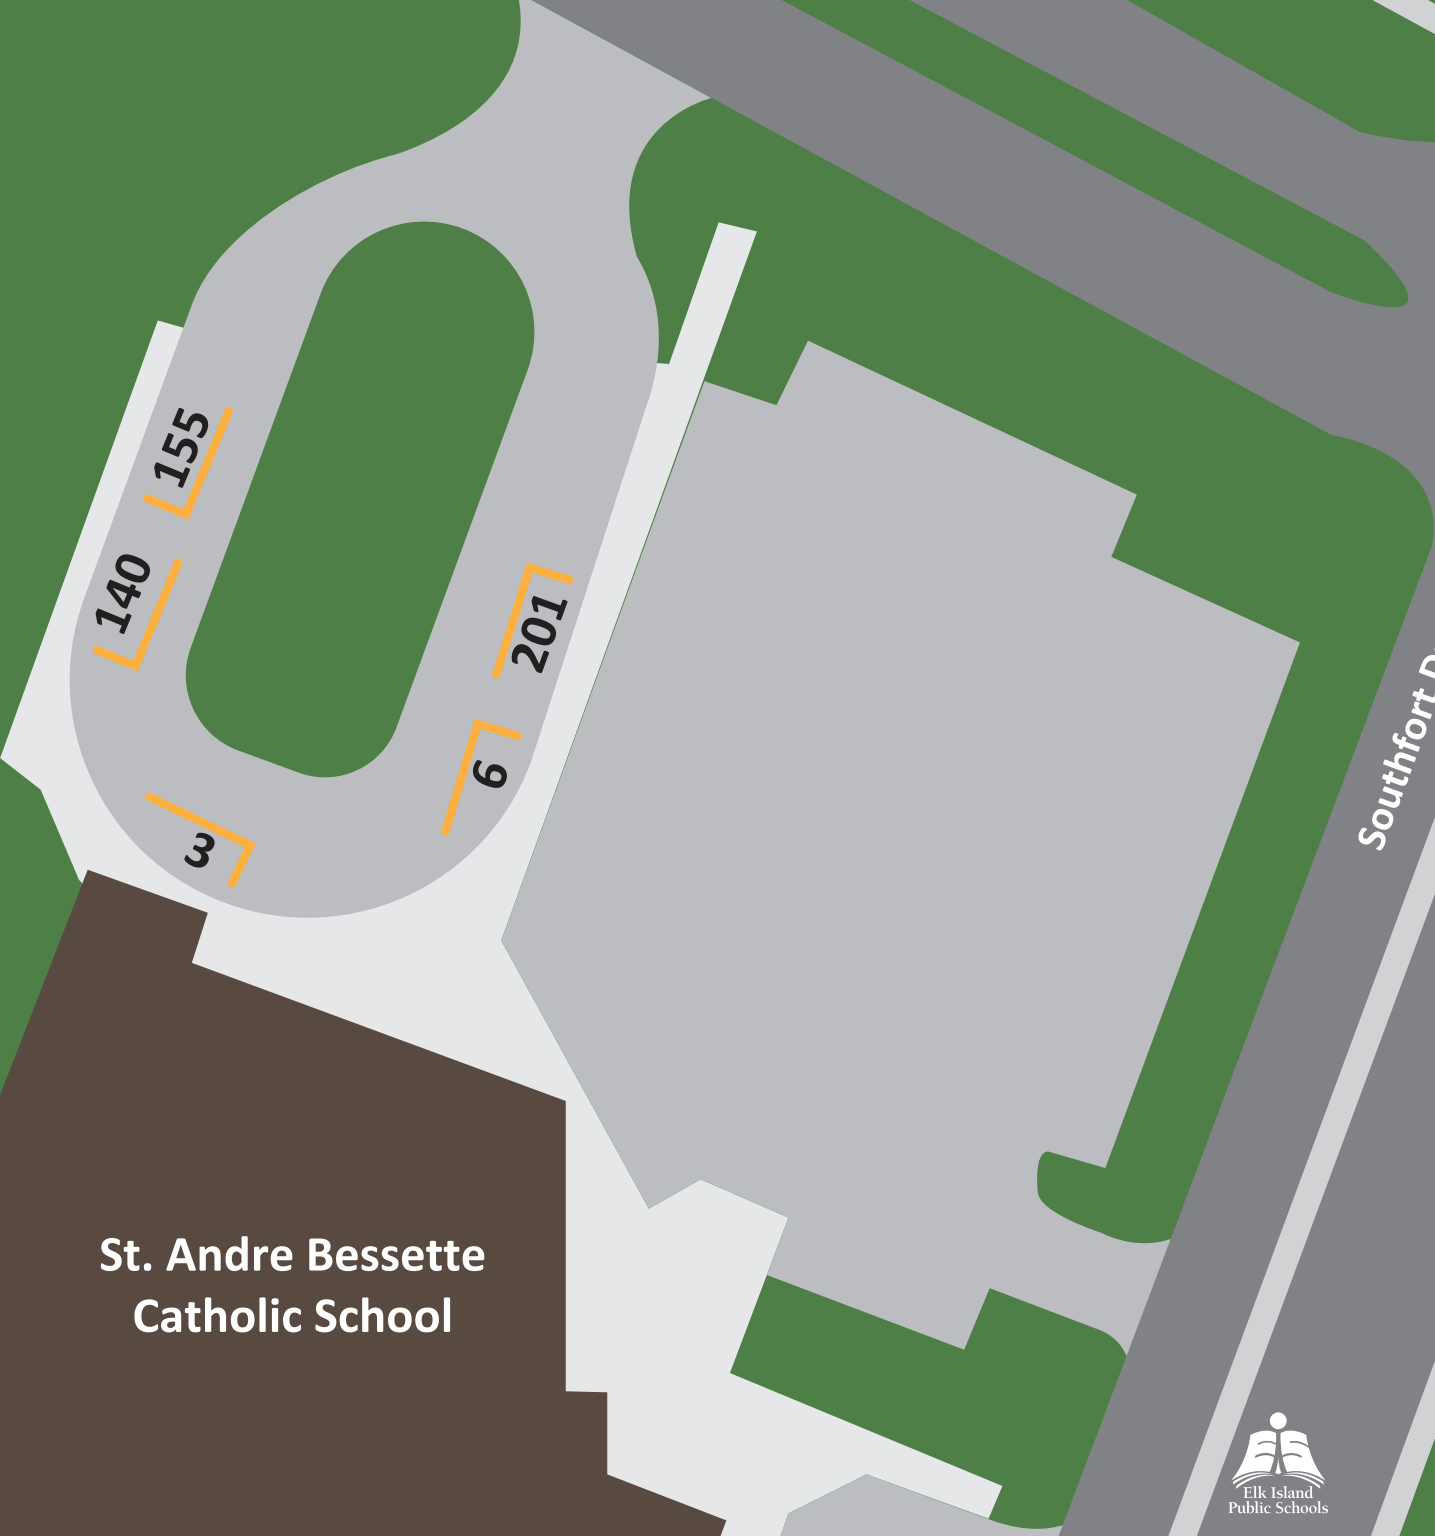 155
140
201
6
3
Southfort
St. Andre Bessette
Catholic School
Elk Island
Public Schools